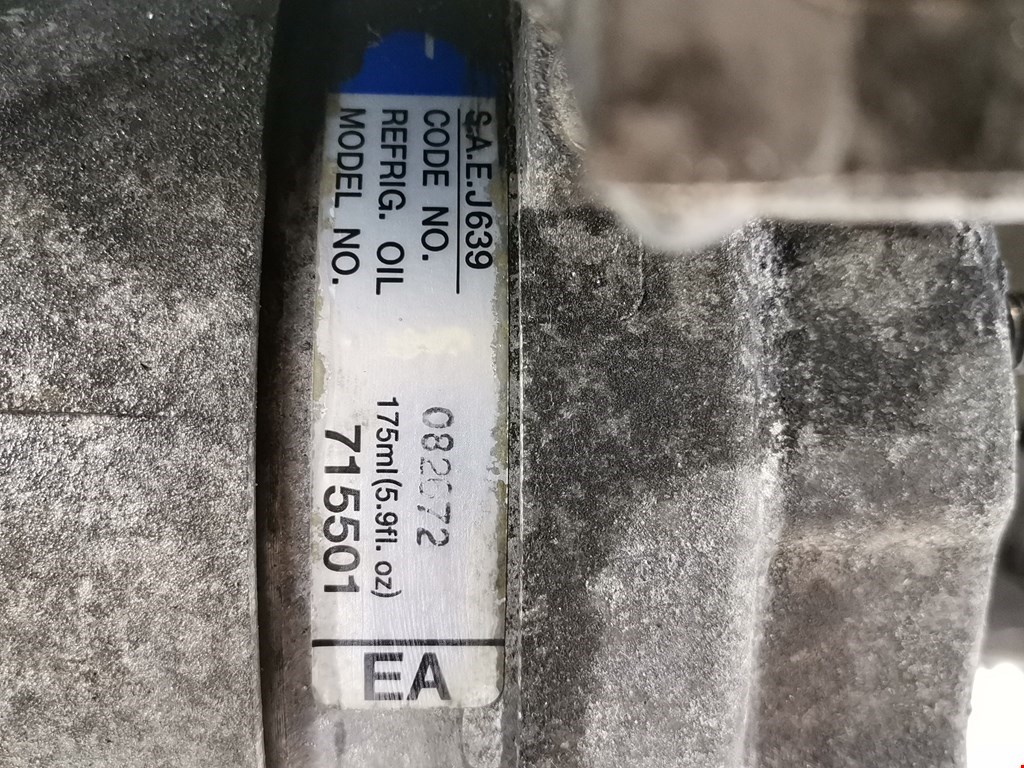 S.A.E.J639
CODE NO. 082672
REFRIG. OIL 175ml(5.9fl. oz)
MODEL NO. 715501
EA